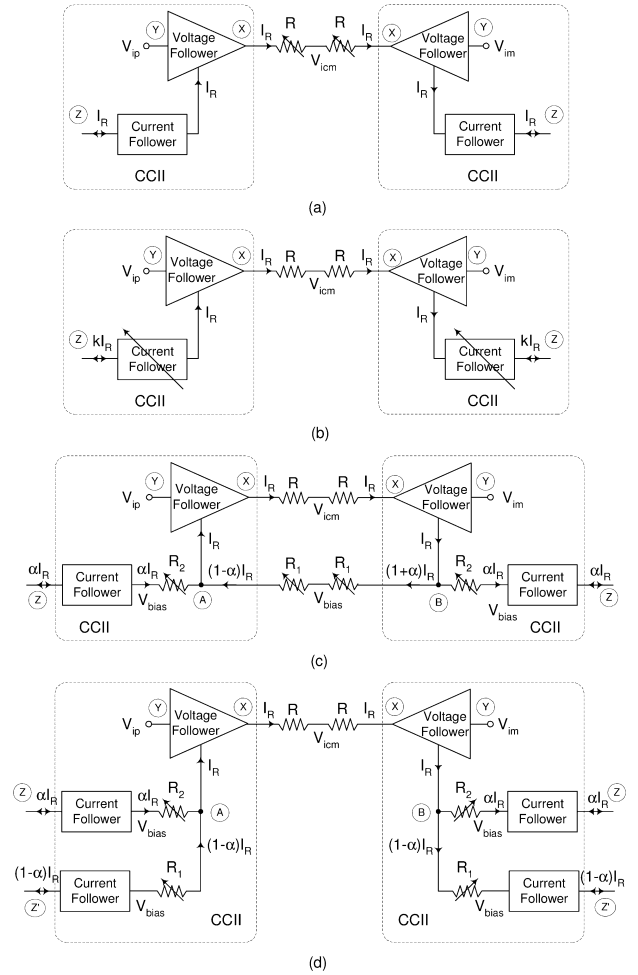 Y Voltage Follower X I_R R R I_R X Voltage Follower Y
V_ip V_icm V_im
I_R I_R
Z I_R Current Follower Current Follower I_R Z
CCII CCII
(a)
Y Voltage Follower X I_R R R I_R X Voltage Follower Y
V_ip V_icm V_im
I_R I_R
Z kI_R Current Follower Current Follower kI_R Z
CCII CCII
(b)
Y Voltage Follower X I_R R R I_R X Voltage Follower Y
V_ip V_icm V_im
I_R I_R
αI_R Current Follower αI_R R_2 (1-α)I_R R_1 R_1 (1+α)I_R R_2 αI_R Current Follower αI_R
Z V_bias A V_bias B V_bias Z
CCII CCII
(c)
Y Voltage Follower X I_R R R I_R X Voltage Follower Y
V_ip V_icm V_im
I_R I_R
Z αI_R Current Follower αI_R R_2 A B R_2 αI_R Current Follower αI_R Z
V_bias V_bias
(1-α)I_R (1-α)I_R
(1-α)I_R Current Follower R_1 R_1 Current Follower (1-α)I_R
Z' V_bias V_bias Z'
CCII CCII
(d)